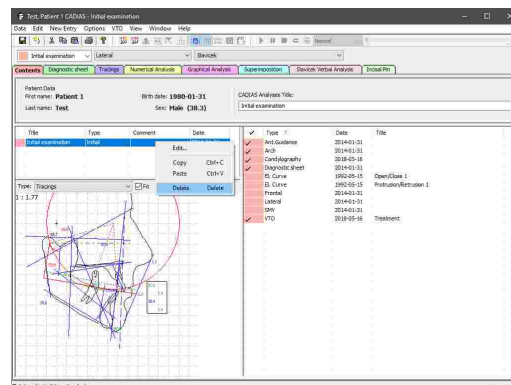 Test, Patient 1 CADIAS - Initial examination
Data Edit New Entry Options VTO View Window Help
Normal
Initial examination Lateral Slavicek
Contents Diagnostic sheet Tracings Numerical Analysis Graphical Analysis Superimposition Slavicek Verbal Analysis Incisal Pin
Patient Data
First name: Patient 1 Birth date: 1980-01-31
Last name: Test Sex: Male (38.3)
CADIAS Analyses Title:
Initial examination
Title Type Comment Date
Initial examination Initial
Edit...
Copy Ctrl+C
Paste Ctrl+V
Delete Delete
Type: Tracings Fit
1 : 1.77
Type Date Title
Ant.Guidance 2014-01-31
Arch 2014-01-31
Condylography 2018-05-16
Diagnostic sheet 2014-01-31
El. Curve 1992-05-15 Open/Close 1
El. Curve 1992-05-15 Protrusion/Retrusion 1
Frontal 2014-01-31
Lateral 2014-01-31
SMV 2014-01-31
VTO 2018-05-16 Treatment